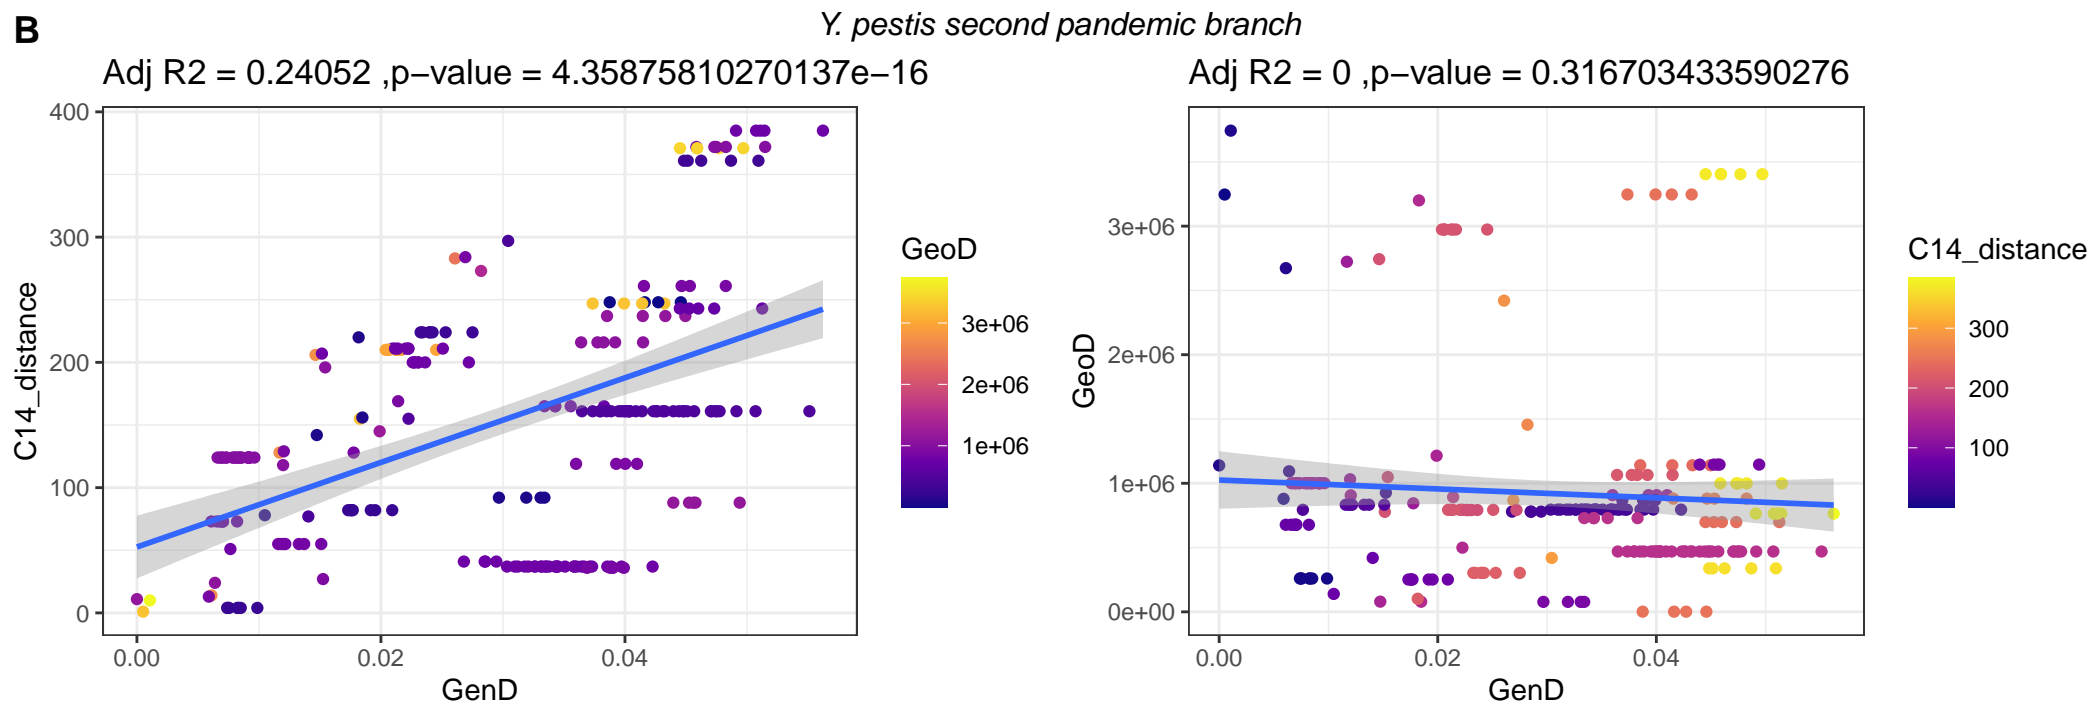 B
Y. pestis second pandemic branch
Adj R2 = 0.24052 ,p−value = 4.35875810270137e−16
400
300
200
100
0
C14_distance
0.00
0.02
0.04
GenD
GeoD
3e+06
2e+06
1e+06
Adj R2 = 0 ,p−value = 0.316703433590276
3e+06
2e+06
1e+06
0e+00
GeoD
0.00
0.02
0.04
GenD
C14_distance
300
200
100